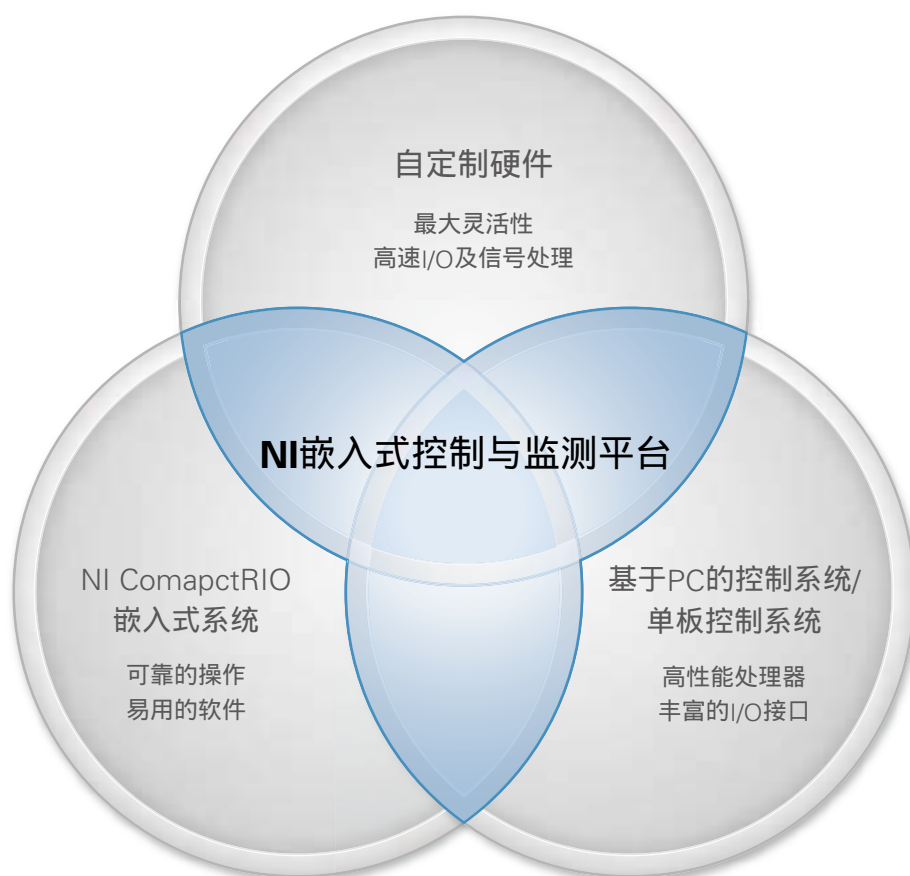 自定制硬件
最大灵活性
高速I/O及信号处理
NI嵌入式控制与监测平台
NI ComapctRIO
嵌入式系统
可靠的操作
易用的软件
基于PC的控制系统/
单板控制系统
高性能处理器
丰富的I/O接口